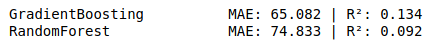 GradientBoosting MAE: 65.082 | R²: 0.134
RandomForest MAE: 74.833 | R²: 0.092